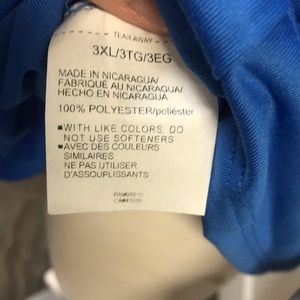 TEAR AWAY
3XL/3TG/3EG
MADE IN NICARAGUA/
FABRIQUÉ AU NICARAGUA/
HECHO EN NICARAGUA
100% POLYESTER/poliéster
■WITH LIKE COLORS, DO
NOT USE SOFTENERS
■AVEC DES COULEURS
SIMILAIRES
NE PAS UTILISER
D'ASSOUPLISSANTS